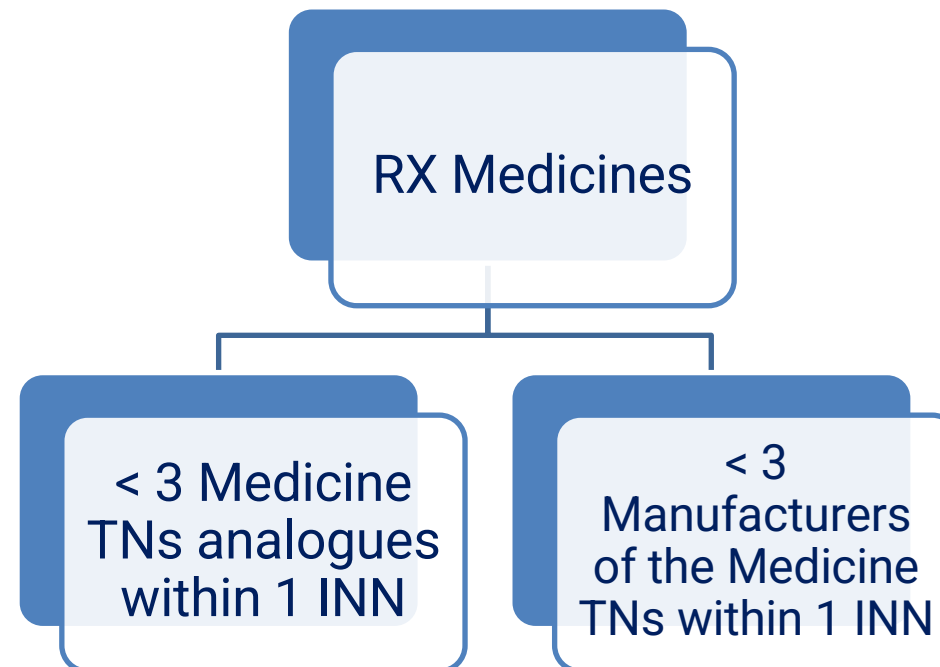 RX Medicines
< 3 Medicine
TNs analogues
within 1 INN
< 3
Manufacturers
of the Medicine
TNs within 1 INN